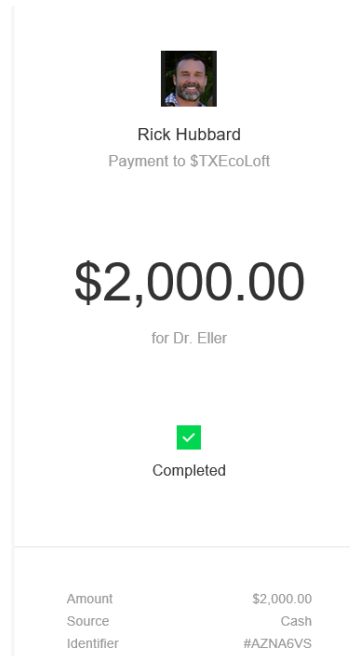 Rick Hubbard
Payment to $TXEcoLoft
$2,000.00
for Dr. Eller
Completed
Amount $2,000.00
Source Cash
Identifier #AZNA6VS